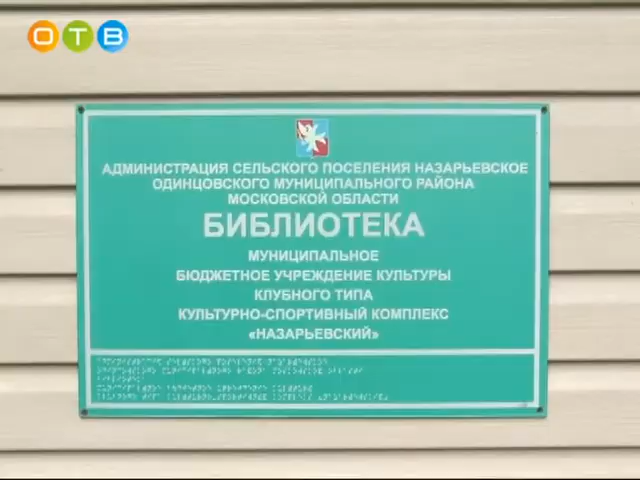 ОТВ
АДМИНИСТРАЦИЯ СЕЛЬСКОГО ПОСЕЛЕНИЯ НАЗАРЬЕВСКОЕ
ОДИНЦОВСКОГО МУНИЦИПАЛЬНОГО РАЙОНА
МОСКОВСКОЙ ОБЛАСТИ
БИБЛИОТЕКА
МУНИЦИПАЛЬНОЕ
БЮДЖЕТНОЕ УЧРЕЖДЕНИЕ КУЛЬТУРЫ
КЛУБНОГО ТИПА
КУЛЬТУРНО-СПОРТИВНЫЙ КОМПЛЕКС
«НАЗАРЬЕВСКИЙ»